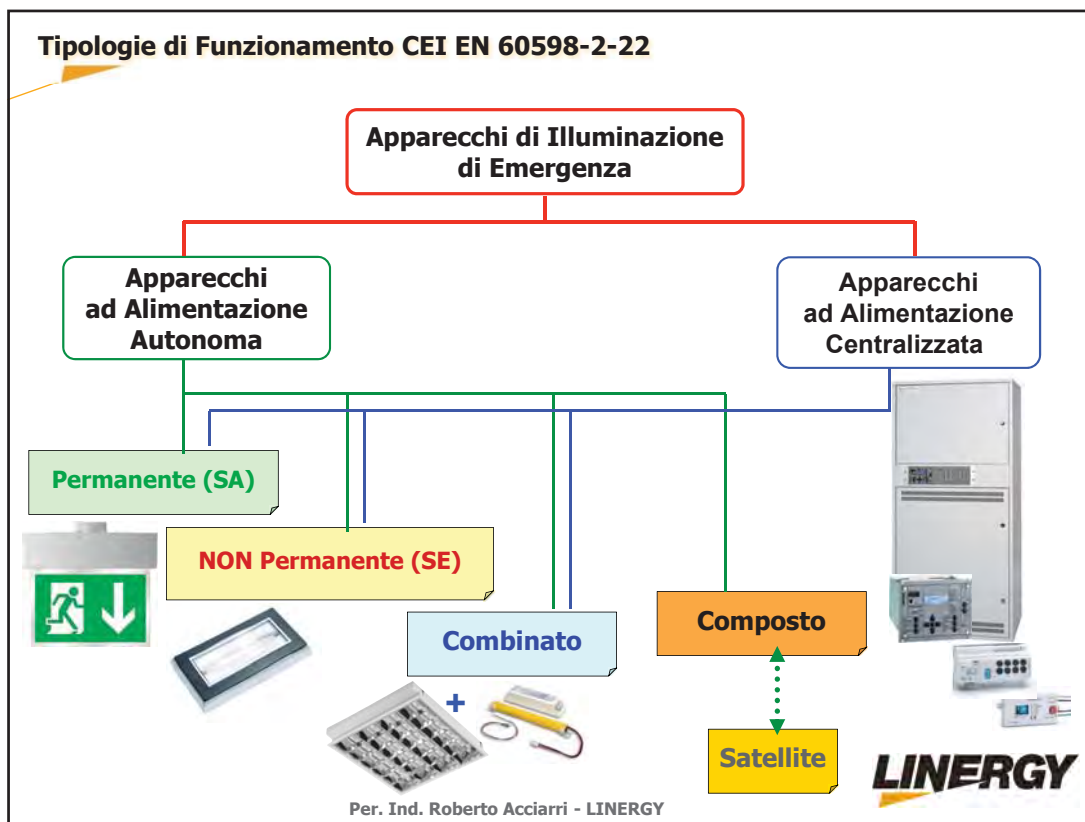 Tipologie di Funzionamento CEI EN 60598-2-22
Apparecchi di Illuminazione
di Emergenza
Apparecchi
ad Alimentazione
Autonoma
Apparecchi
ad Alimentazione
Centralizzata
Permanente (SA)
NON Permanente (SE)
Combinato
+
Composto
Satellite
LINERGY
Per. Ind. Roberto Acciarri - LINERGY